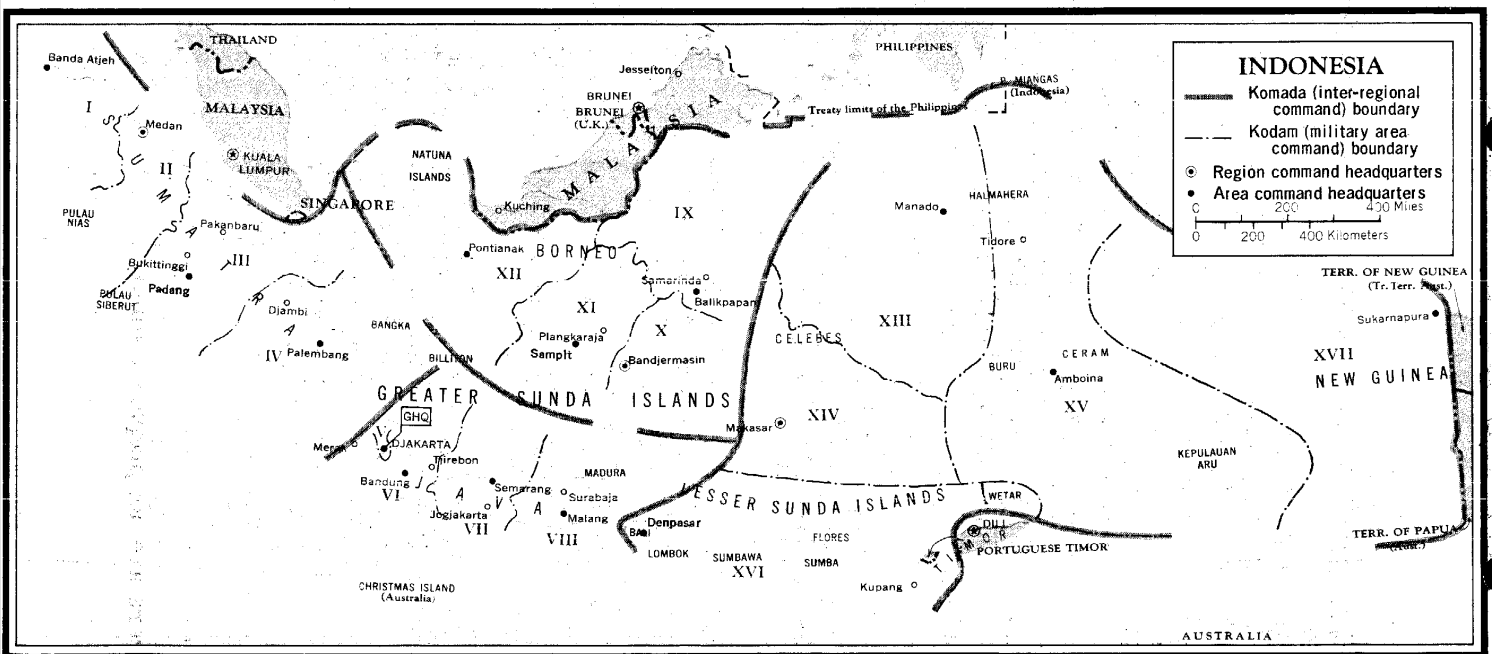 INDONESIA
Komada (inter-regional
command) boundary
Kodam (military area
command) boundary
Region command headquarters
Area command headquarters
0 200 400 Miles
0 200 400 Kilometers
THAILAND
Banda Atjeh
MALAYSIA
I
Medan
II
KUALA
LUMPUR
SUMATRA
PULAU
NIAS
Pakanbaru
SINGAPORE
Bukittinggi
III
Padang
PULAU
SIBERUT
Djambi
IV
Palembang
BANGKA
BILLITON
NATUNA
ISLANDS
Jesselton
BRUNEI
BRUNEI
(U.K.)
MALAYSIA
Kuching
PHILIPPINES
P. MIANGAS
(Indonesia)
Treaty limits of the Philippines
Pontianak
BORNEO
IX
XII
Samarinda
Balikpapan
XI
Plangkaraja
Sampit
X
Bandjermasin
GREATER SUNDA ISLANDS
GHQ
Merak
DJAKARTA
Tjirebon
Bandung
VI
JAVA
Semarang
Jogjakarta
VII
MADURA
Surabaja
Malang
VIII
Denpasar
BALI
LOMBOK
SUMBAWA
XVI
FLORES
SUMBA
LESSER SUNDA ISLANDS
WETAR
DILI
TIMOR
PORTUGUESE TIMOR
Kupang
CHRISTMAS ISLAND
(Australia)
HALMAHERA
Manado
Tidore
XIII
CELEBES
XIV
Makasar
BURU
CERAM
Amboina
XV
KEPULAUAN
ARU
TERR. OF NEW GUINEA
(Tr. Terr. Aust.)
Sukarnapura
XVII
NEW GUINEA
TERR. OF PAPUA
(Aust.)
AUSTRALIA